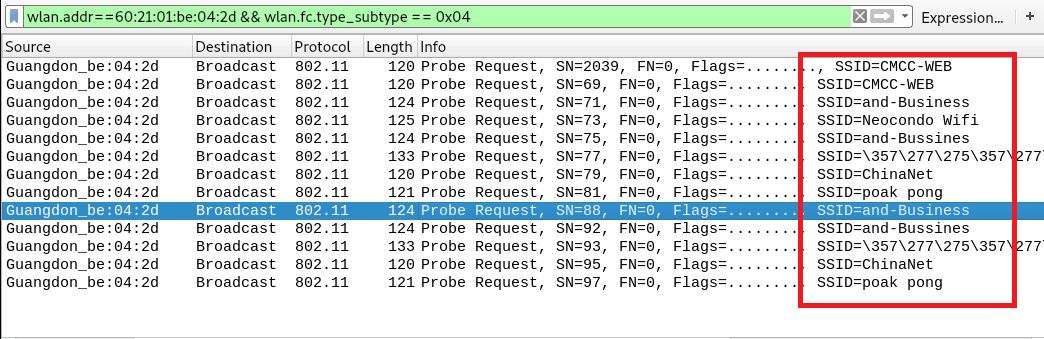 wlan.addr==60:21:01:be:04:2d && wlan.fc.type_subtype == 0x04 Expression... +
Source Destination Protocol Length Info
Guangdon_be:04:2d Broadcast 802.11 120 Probe Request, SN=2039, FN=0, Flags=........, SSID=CMCC-WEB
Guangdon_be:04:2d Broadcast 802.11 120 Probe Request, SN=69, FN=0, Flags=........, SSID=CMCC-WEB
Guangdon_be:04:2d Broadcast 802.11 124 Probe Request, SN=71, FN=0, Flags=........, SSID=and-Business
Guangdon_be:04:2d Broadcast 802.11 125 Probe Request, SN=73, FN=0, Flags=........, SSID=Neocondo Wifi
Guangdon_be:04:2d Broadcast 802.11 124 Probe Request, SN=75, FN=0, Flags=........, SSID=and-Bussines
Guangdon_be:04:2d Broadcast 802.11 133 Probe Request, SN=77, FN=0, Flags=........, SSID=\357\277\275\357\277
Guangdon_be:04:2d Broadcast 802.11 120 Probe Request, SN=79, FN=0, Flags=........, SSID=ChinaNet
Guangdon_be:04:2d Broadcast 802.11 121 Probe Request, SN=81, FN=0, Flags=........, SSID=poak pong
Guangdon_be:04:2d Broadcast 802.11 124 Probe Request, SN=88, FN=0, Flags=........, SSID=and-Business
Guangdon_be:04:2d Broadcast 802.11 124 Probe Request, SN=92, FN=0, Flags=........, SSID=and-Bussines
Guangdon_be:04:2d Broadcast 802.11 133 Probe Request, SN=93, FN=0, Flags=........, SSID=\357\277\275\357\277
Guangdon_be:04:2d Broadcast 802.11 120 Probe Request, SN=95, FN=0, Flags=........, SSID=ChinaNet
Guangdon_be:04:2d Broadcast 802.11 121 Probe Request, SN=97, FN=0, Flags=........, SSID=poak pong